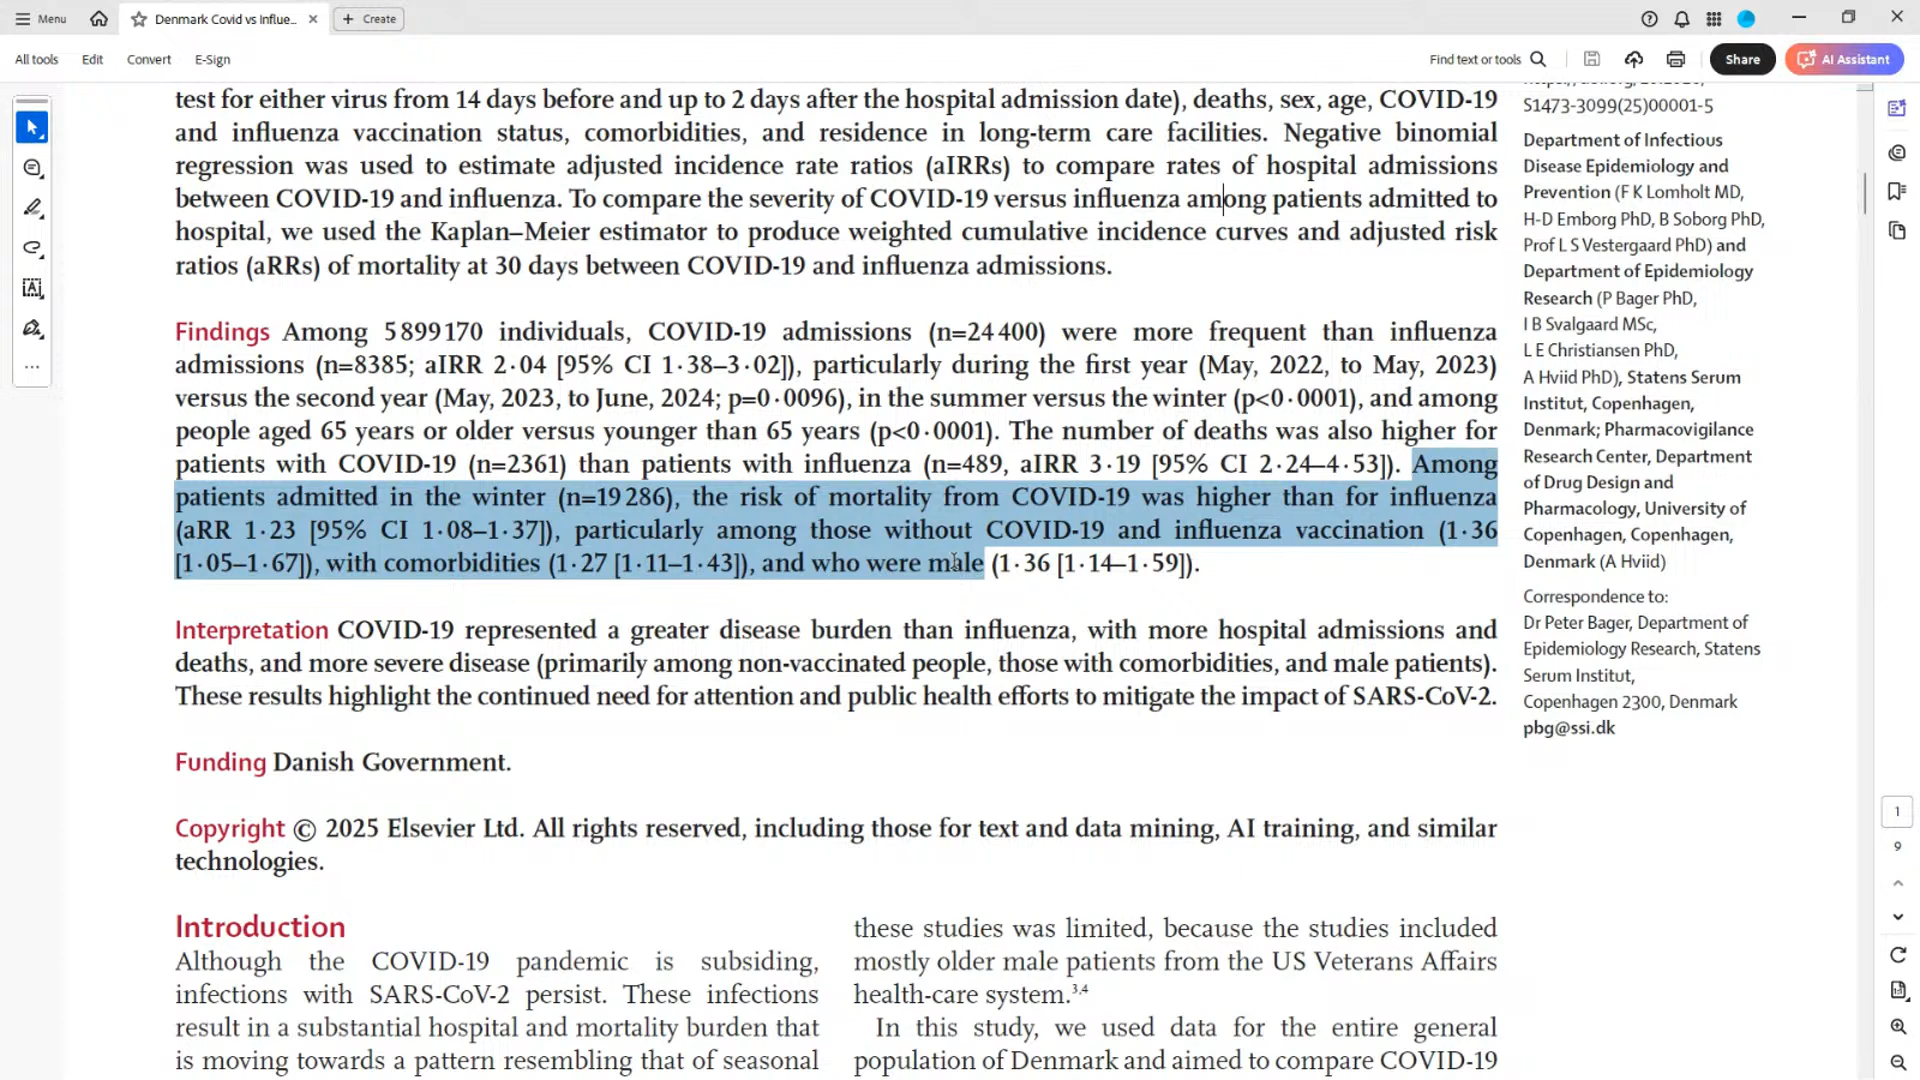 Menu
Denmark Covid vs Influe...
Create
All tools
Edit
Convert
E-Sign
Find text or tools
Share
AI Assistant
test for either virus from 14 days before and up to 2 days after the hospital admission date), deaths, sex, age, COVID-19
and influenza vaccination status, comorbidities, and residence in long-term care facilities. Negative binomial
regression was used to estimate adjusted incidence rate ratios (aIRRs) to compare rates of hospital admissions
between COVID-19 and influenza. To compare the severity of COVID-19 versus influenza among patients admitted to
hospital, we used the Kaplan–Meier estimator to produce weighted cumulative incidence curves and adjusted risk
ratios (aRRs) of mortality at 30 days between COVID-19 and influenza admissions.
Findings Among 5 899 170 individuals, COVID-19 admissions (n=24 400) were more frequent than influenza
admissions (n=8385; aIRR 2·04 [95% CI 1·38–3·02]), particularly during the first year (May, 2022, to May, 2023)
versus the second year (May, 2023, to June, 2024; p=0·0096), in the summer versus the winter (p<0·0001), and among
people aged 65 years or older versus younger than 65 years (p<0·0001). The number of deaths was also higher for
patients with COVID-19 (n=2361) than patients with influenza (n=489, aIRR 3·19 [95% CI 2·24–4·53]). Among
patients admitted in the winter (n=19 286), the risk of mortality from COVID-19 was higher than for influenza
(aRR 1·23 [95% CI 1·08–1·37]), particularly among those without COVID-19 and influenza vaccination (1·36
[1·05–1·67]), with comorbidities (1·27 [1·11–1·43]), and who were male (1·36 [1·14–1·59]).
Interpretation COVID-19 represented a greater disease burden than influenza, with more hospital admissions and
deaths, and more severe disease (primarily among non-vaccinated people, those with comorbidities, and male patients).
These results highlight the continued need for attention and public health efforts to mitigate the impact of SARS-CoV-2.
Funding Danish Government.
Copyright © 2025 Elsevier Ltd. All rights reserved, including those for text and data mining, AI training, and similar
technologies.
Introduction
Although the COVID-19 pandemic is subsiding,
infections with SARS-CoV-2 persist. These infections
result in a substantial hospital and mortality burden that
is moving towards a pattern resembling that of seasonal
these studies was limited, because the studies included
mostly older male patients from the US Veterans Affairs
health-care system.3,4
In this study, we used data for the entire general
population of Denmark and aimed to compare COVID-19
S1473-3099(25)00001-5
Department of Infectious
Disease Epidemiology and
Prevention (F K Lomholt MD,
H-D Emborg PhD, B Soborg PhD,
Prof L S Vestergaard PhD) and
Department of Epidemiology
Research (P Bager PhD,
I B Svalgaard MSc,
L E Christiansen PhD,
A Hviid PhD), Statens Serum
Institut, Copenhagen,
Denmark; Pharmacovigilance
Research Center, Department
of Drug Design and
Pharmacology, University of
Copenhagen, Copenhagen,
Denmark (A Hviid)
Correspondence to:
Dr Peter Bager, Department of
Epidemiology Research, Statens
Serum Institut,
Copenhagen 2300, Denmark
pbg@ssi.dk
1
9